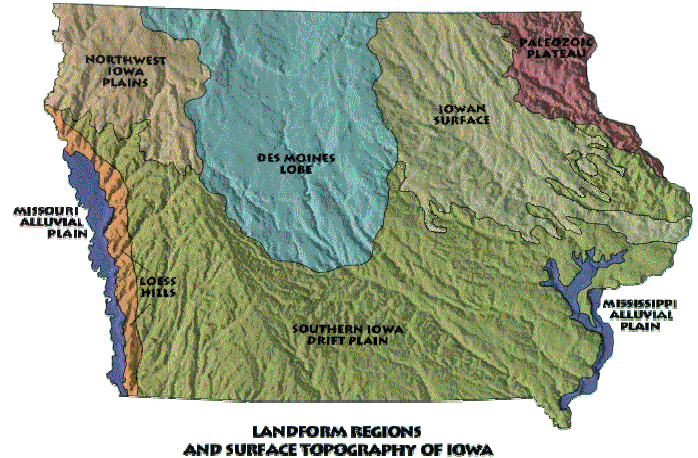 PALEOZOIC
PLATEAU
NORTHWEST
IOWA
PLAINS
IOWAN
SURFACE
DES MOINES
LOBE
MISSOURI
ALLUVIAL
PLAIN
LOESS
HILLS
MISSISSIPPI
ALLUVIAL
PLAIN
SOUTHERN IOWA
DRIFT PLAIN
LANDFORM REGIONS
AND SURFACE TOPOGRAPHY OF IOWA